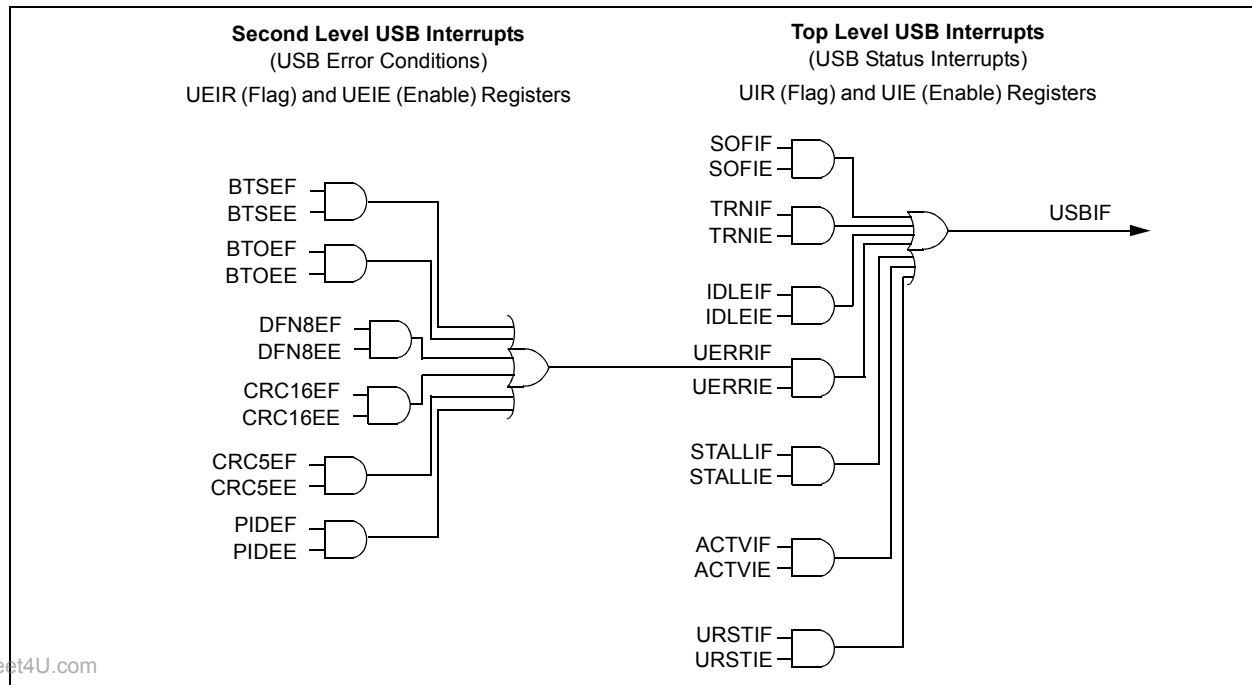 Second Level USB Interrupts
(USB Error Conditions)
UEIR (Flag) and UEIE (Enable) Registers
BTSEF
BTSEE
BTOEF
BTOEE
DFN8EF
DFN8EE
CRC16EF
CRC16EE
CRC5EF
CRC5EE
PIDEF
PIDEE
Top Level USB Interrupts
(USB Status Interrupts)
UIR (Flag) and UIE (Enable) Registers
SOFIF
SOFIE
TRNIF
TRNIE
IDLEIF
IDLEIE
UERRIF
UERRIE
STALLIF
STALLIE
ACTVIF
ACTVIE
URSTIF
URSTIE
USBIF
eet4U.com